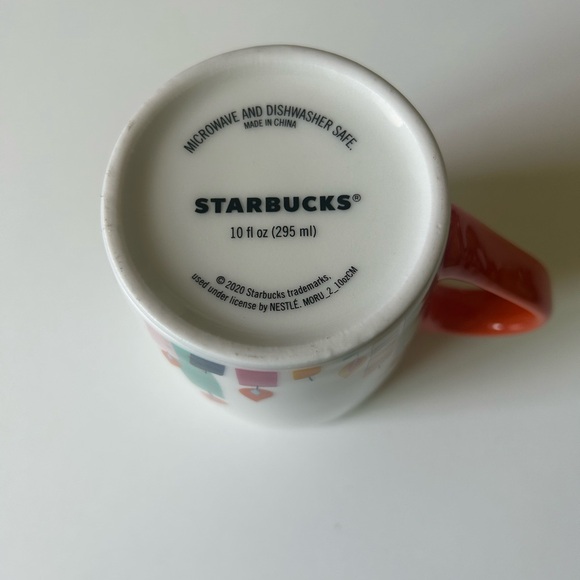 MICROWAVE AND DISHWASHER SAFE.
MADE IN CHINA
STARBUCKS®
10 fl oz (295 ml)
© 2020 Starbucks trademarks,
used under license by NESTLÉ. MORU_2_10ozCM